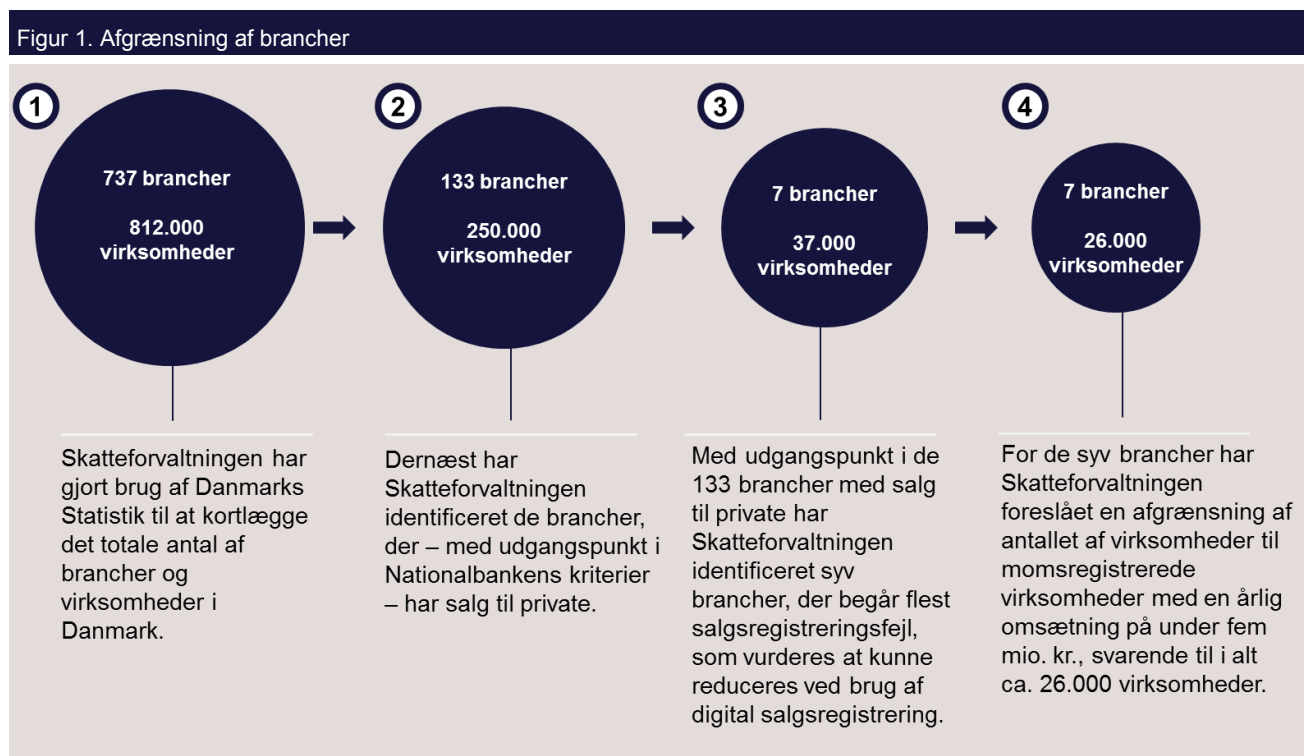 Figur 1. Afgrænsning af brancher
1
737 brancher
812.000
virksomheder
2
133 brancher
250.000
virksomheder
3
7 brancher
37.000
virksomheder
4
7 brancher
26.000
virksomheder
Skatteforvaltningen har
gjort brug af Danmarks
Statistik til at kortlægge
det totale antal af
brancher og
virksomheder i
Danmark.
Dernæst har
Skatteforvaltningen
identificeret de brancher,
der – med udgangspunkt i
Nationalbankens kriterier
– har salg til private.
Med udgangspunkt i de
133 brancher med salg
til private har
Skatteforvaltningen
identificeret syv
brancher, der begår flest
salgsregistreringsfejl,
som vurderes at kunne
reduceres ved brug af
digital salgsregistrering.
For de syv brancher har
Skatteforvaltningen
foreslået en afgrænsning af
antallet af virksomheder til
momsregistrerede
virksomheder med en årlig
omsætning på under fem
mio. kr., svarende til i alt
ca. 26.000 virksomheder.